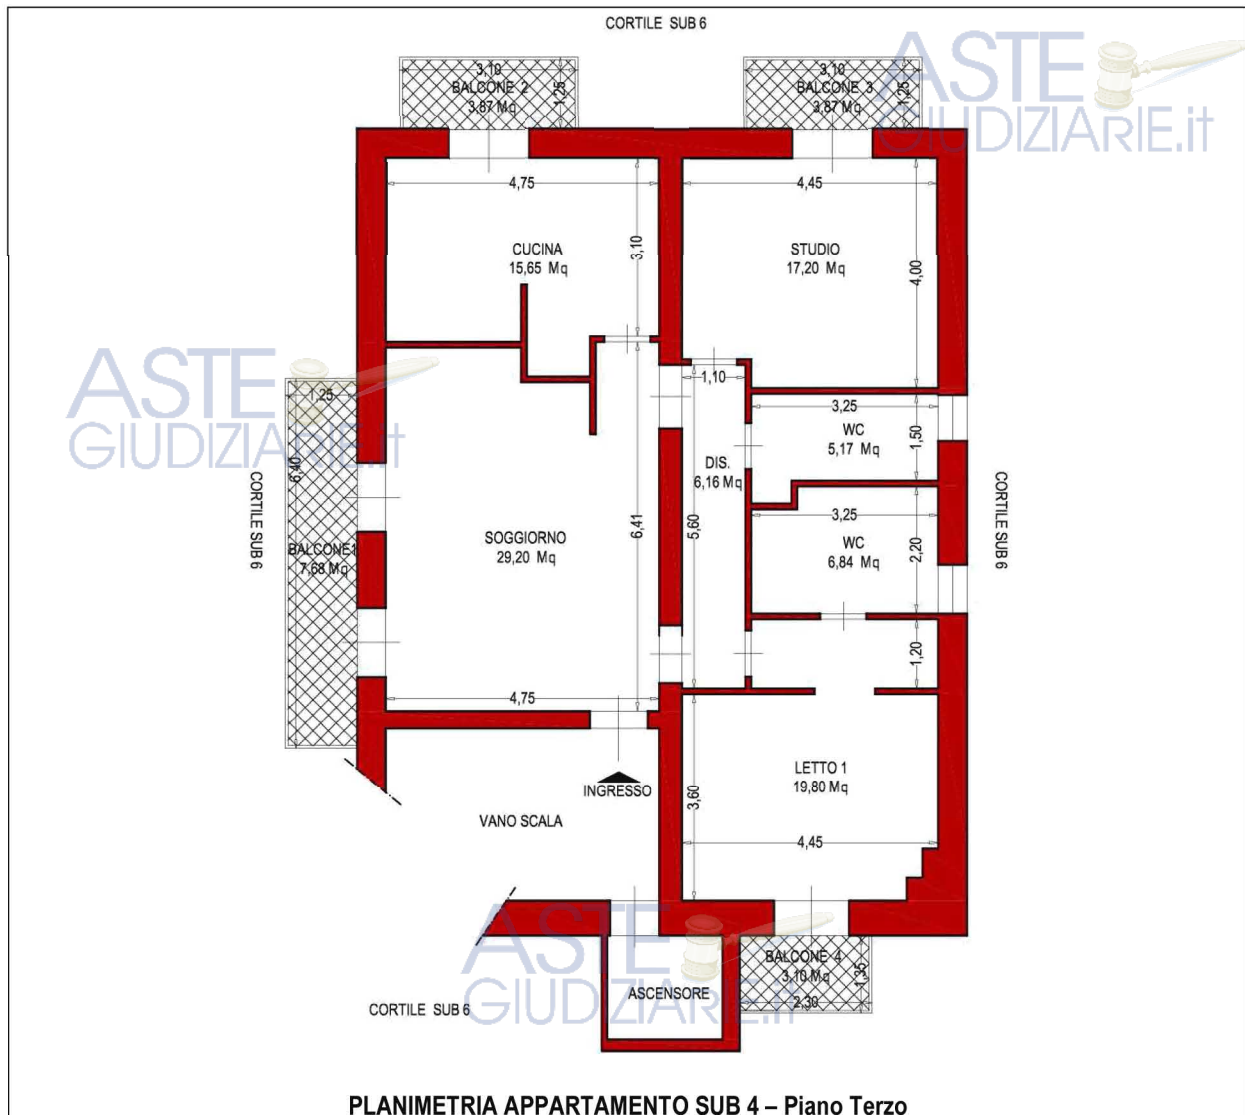 CORTILE SUB 6
3,10
BALCONE 2
3,87 Mq
1,25
3,10
BALCONE 3
3,87 Mq
1,25
ASTE
GIUDIZIARIE.it
4,75
4,45
CUCINA
15,65 Mq
3,10
STUDIO
17,20 Mq
4,00
ASTE
GIUDIZIARIE.it
1,25
6,40
1,10
3,25
WC
5,17 Mq
1,50
DIS.
6,16 Mq
CORTILE SUB 6
BALCONE1
7,68 Mq
SOGGIORNO
29,20 Mq
6,41
5,60
3,25
WC
6,84 Mq
2,20
CORTILE SUB 6
1,20
4,75
INGRESSO
VANO SCALA
LETTO 1
19,80 Mq
3,60
4,45
ASTE
GIUDIZIARIE.it
BALCONE 4
3,10 Mq
1,35
2,30
ASCENSORE
CORTILE SUB 6
PLANIMETRIA APPARTAMENTO SUB 4 – Piano Terzo